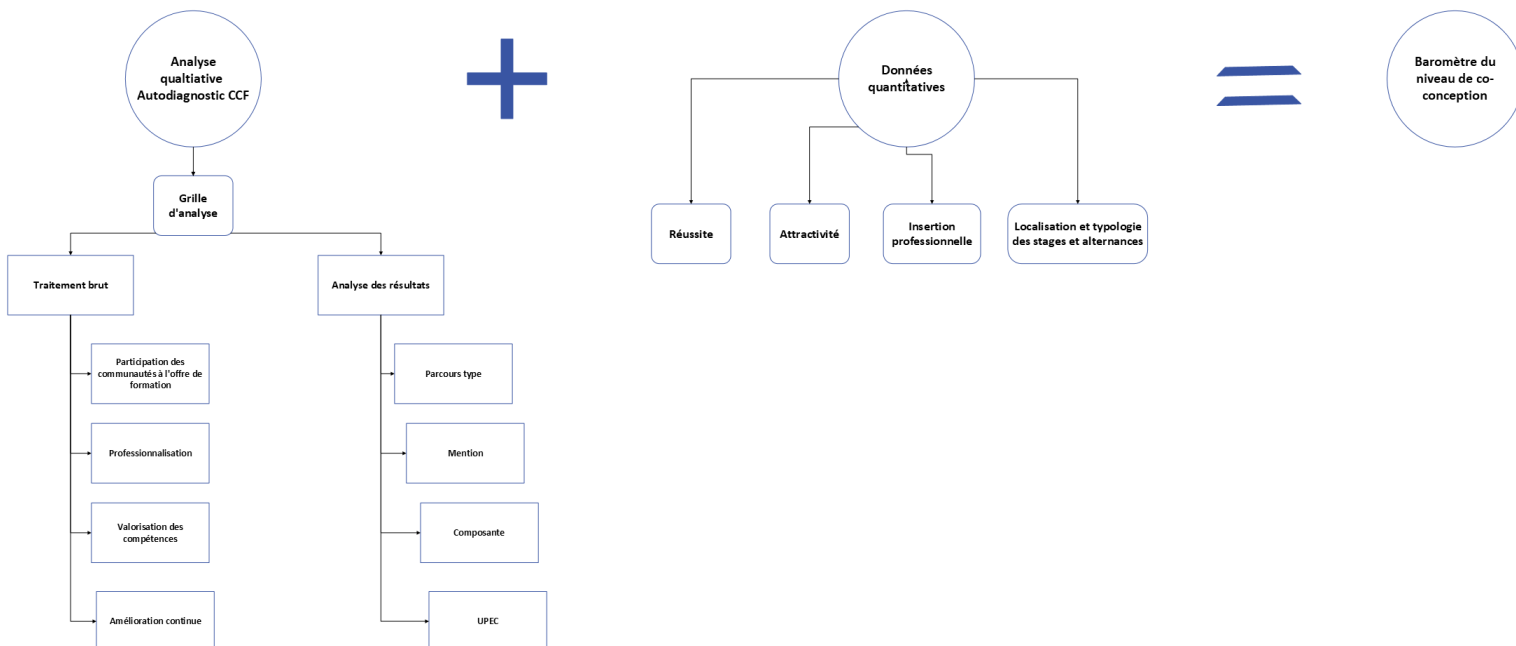 Analyse
qualtiative
Autodiagnostic CCF
Données
quantitatives
Baromètre du
niveau de co-
conception
Grille
d'analyse
Réussite
Attractivité
Insertion
professionnelle
Localisation et typologie
des stages et alternances
Traitement brut
Analyse des résultats
Participation des
communautés à l'offre de
formation
Parcours type
Professionnalisation
Mention
Valorisation des
compétences
Composante
Amélioration continue
UPEC